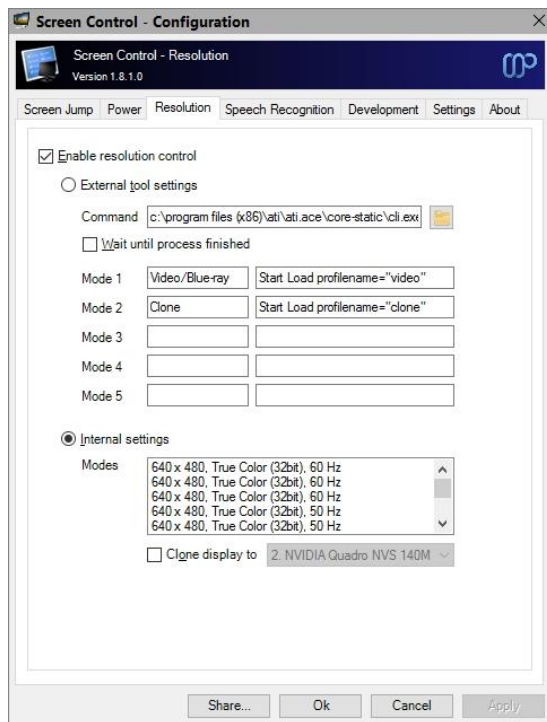 Screen Control - Configuration
Screen Control - Resolution
Version 1.8.1.0
Screen Jump Power Resolution Speech Recognition Development Settings About
Enable resolution control
External tool settings
Command c:\program files (x86)\ati\ati.ace\core-static\cli.exe
Wait until process finished
Mode 1 Video/Blue-ray Start Load profilename="video"
Mode 2 Clone Start Load profilename="clone"
Mode 3
Mode 4
Mode 5
Internal settings
Modes 640 x 480, True Color (32bit), 60 Hz
640 x 480, True Color (32bit), 60 Hz
640 x 480, True Color (32bit), 60 Hz
640 x 480, True Color (32bit), 50 Hz
640 x 480, True Color (32bit), 50 Hz
Clone display to 2. NVIDIA Quadro NVS 140M
Share... Ok Cancel Apply